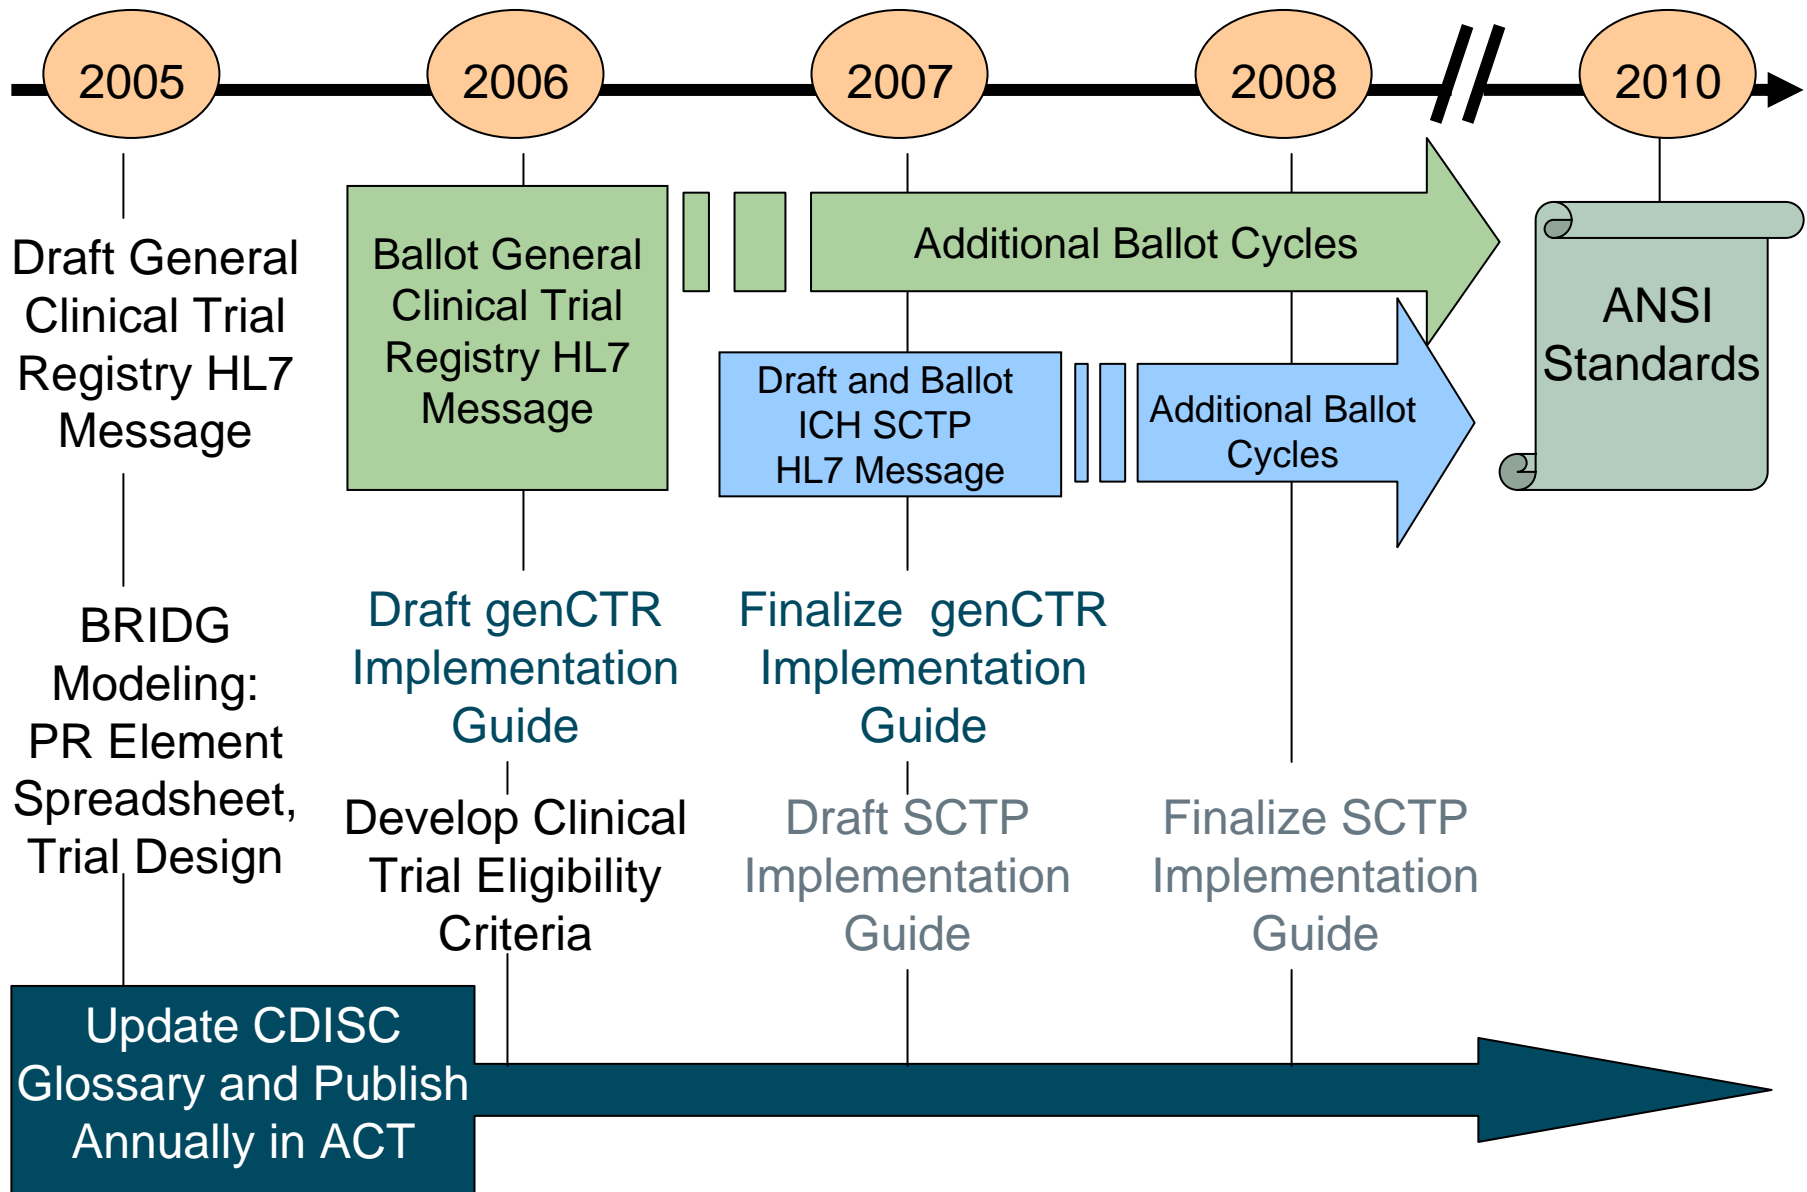 2005
2006
2007
2008
2010
Draft General
Clinical Trial
Registry HL7
Message
Ballot General
Clinical Trial
Registry HL7
Message
Additional Ballot Cycles
Draft and Ballot
ICH SCTP
HL7 Message
Additional Ballot
Cycles
ANSI
Standards
BRIDG
Modeling:
PR Element
Spreadsheet,
Trial Design
Draft genCTR
Implementation
Guide
Finalize genCTR
Implementation
Guide
Develop Clinical
Trial Eligibility
Criteria
Draft SCTP
Implementation
Guide
Finalize SCTP
Implementation
Guide
Update CDISC
Glossary and Publish
Annually in ACT